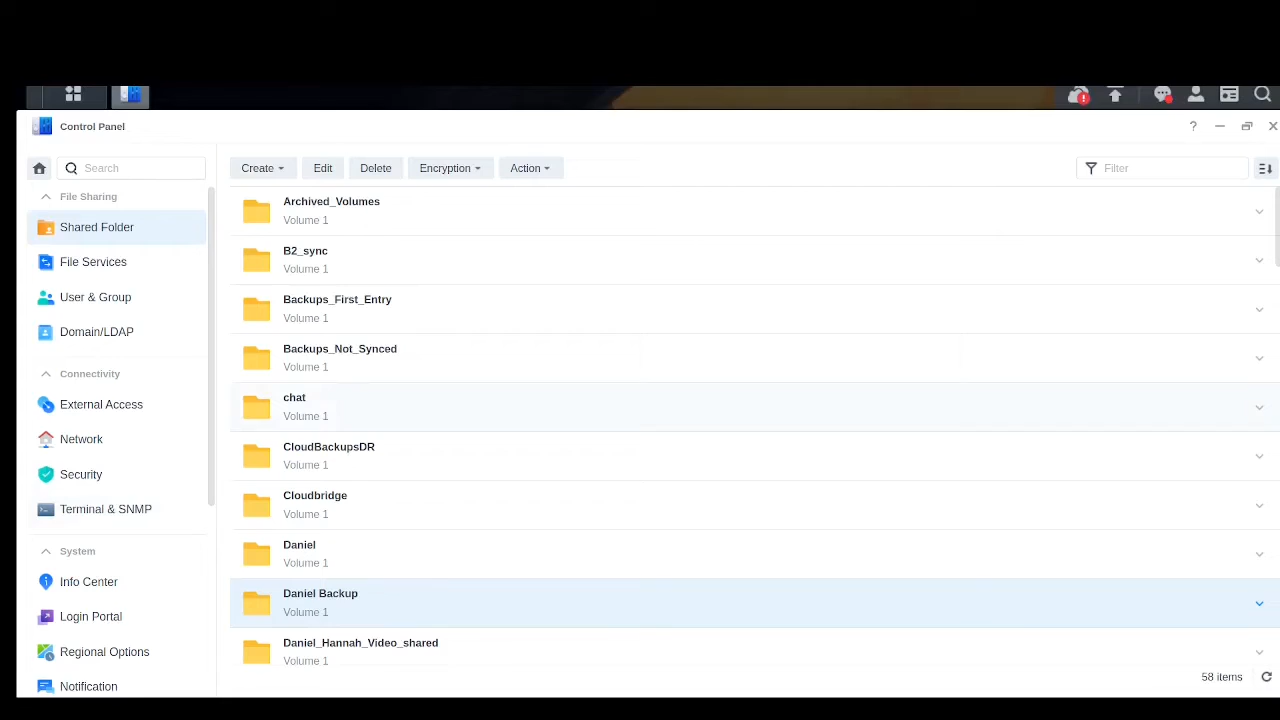 Control Panel
Search
Create
Edit
Delete
Encryption
Action
Filter
File Sharing
Shared Folder
File Services
User & Group
Domain/LDAP
Connectivity
External Access
Network
Security
Terminal & SNMP
System
Info Center
Login Portal
Regional Options
Notification
Archived_Volumes
Volume 1
B2_sync
Volume 1
Backups_First_Entry
Volume 1
Backups_Not_Synced
Volume 1
chat
Volume 1
CloudBackupsDR
Volume 1
Cloudbridge
Volume 1
Daniel
Volume 1
Daniel Backup
Volume 1
Daniel_Hannah_Video_shared
Volume 1
58 items